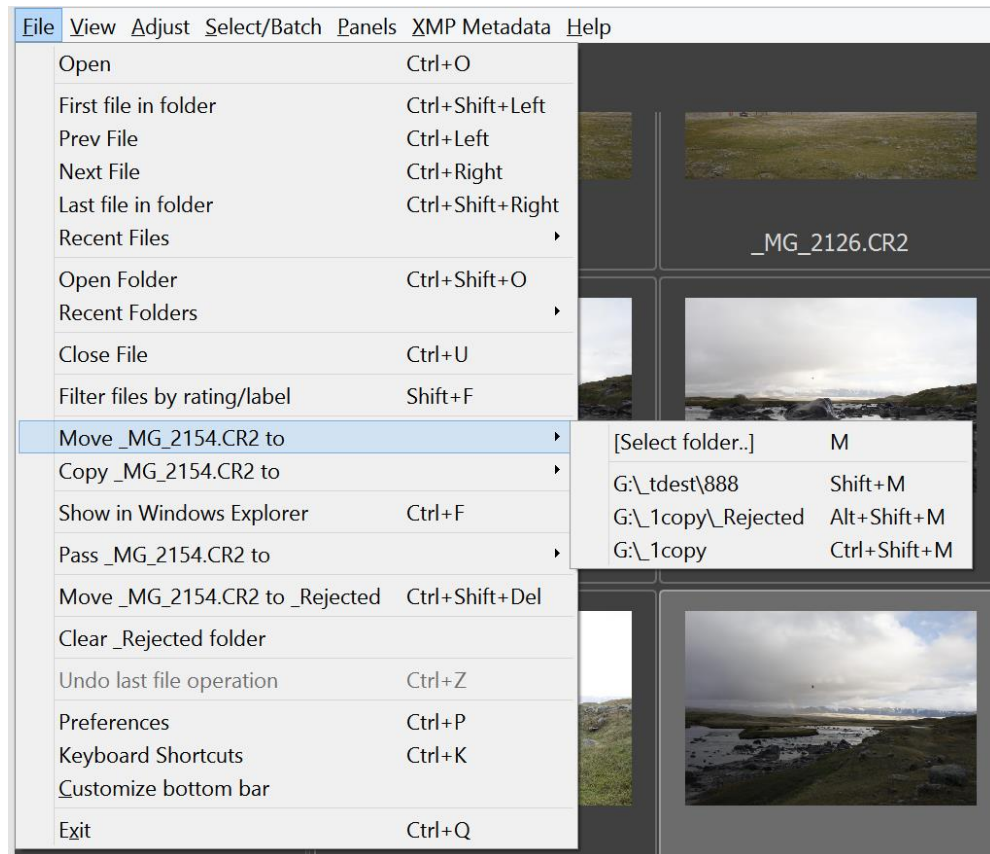 File View Adjust Select/Batch Panels XMP Metadata Help
Open Ctrl+O
First file in folder Ctrl+Shift+Left
Prev File Ctrl+Left
Next File Ctrl+Right
Last file in folder Ctrl+Shift+Right
Recent Files
_MG_2126.CR2
Open Folder Ctrl+Shift+O
Recent Folders
Close File Ctrl+U
Filter files by rating/label Shift+F
Move _MG_2154.CR2 to
[Select folder..] M
Copy _MG_2154.CR2 to
G:\_tdest\888 Shift+M
Show in Windows Explorer Ctrl+F
G:\_1copy\_Rejected Alt+Shift+M
Pass _MG_2154.CR2 to
G:\_1copy Ctrl+Shift+M
Move _MG_2154.CR2 to _Rejected Ctrl+Shift+Del
Clear _Rejected folder
Undo last file operation Ctrl+Z
Preferences Ctrl+P
Keyboard Shortcuts Ctrl+K
Customize bottom bar
Exit Ctrl+Q